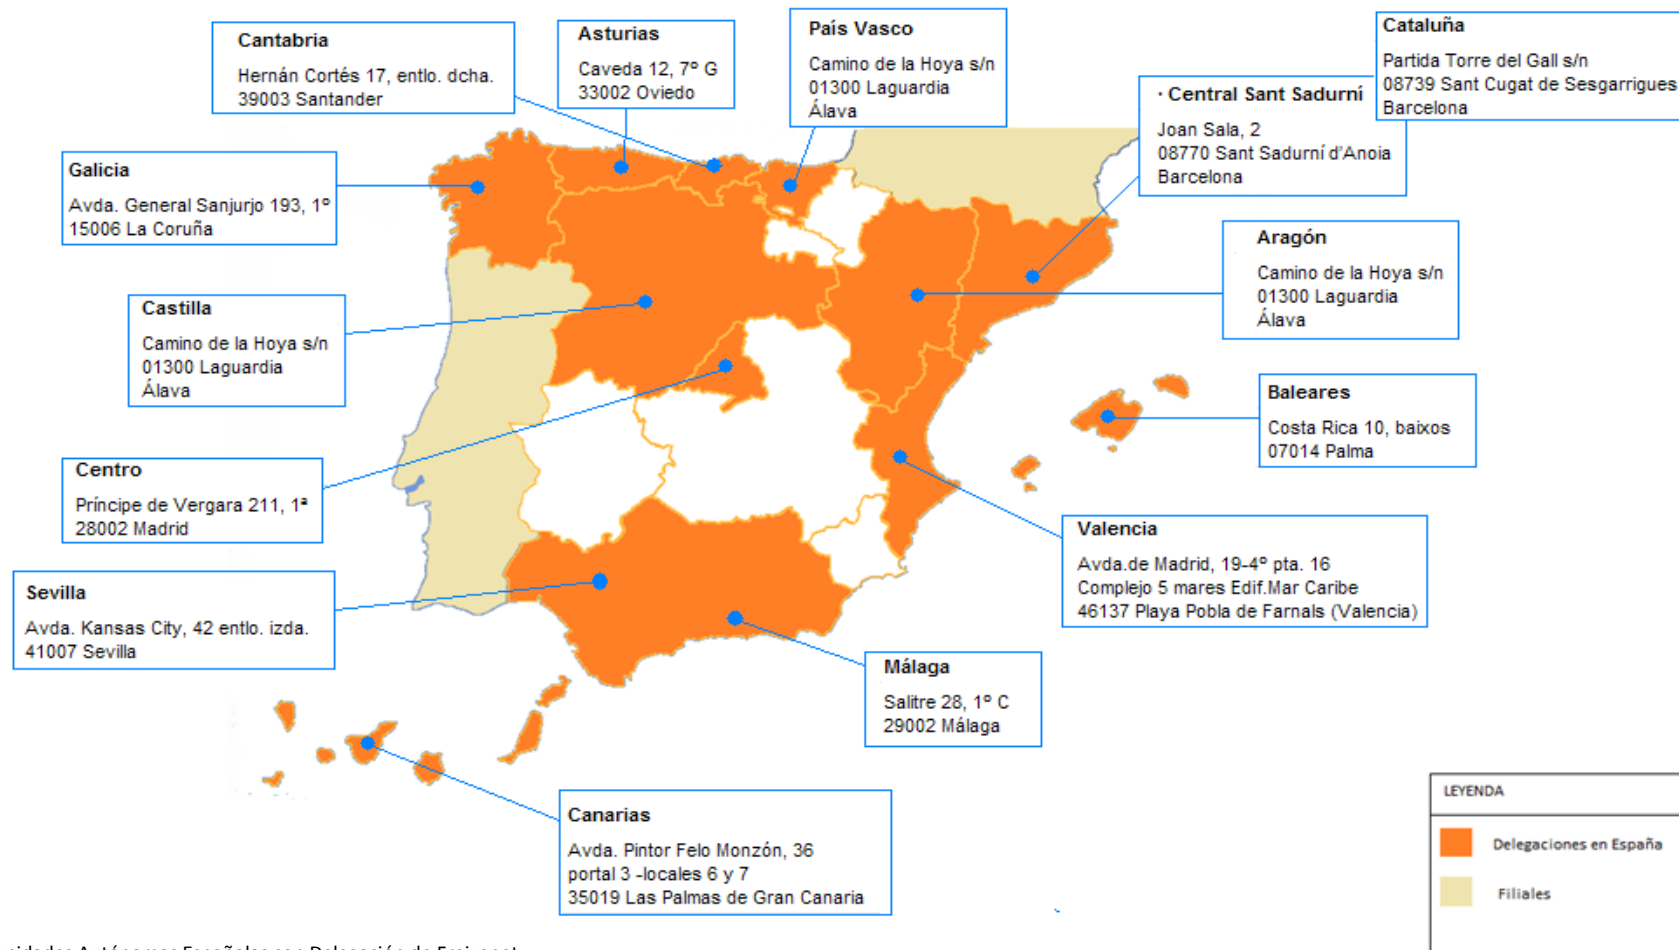 Cantabria
Hernán Cortés 17, entlo. dcha.
39003 Santander
Asturias
Caveda 12, 7º G
33002 Oviedo
País Vasco
Camino de la Hoya s/n
01300 Laguardia
Álava
Cataluña
Partida Torre del Gall s/n
08739 Sant Cugat de Sesgarrigues
Barcelona
· Central Sant Sadurní
Joan Sala, 2
08770 Sant Sadurní d'Anoia
Barcelona
Galicia
Avda. General Sanjurjo 193, 1º
15006 La Coruña
Aragón
Camino de la Hoya s/n
01300 Laguardia
Álava
Castilla
Camino de la Hoya s/n
01300 Laguardia
Álava
Baleares
Costa Rica 10, baixos
07014 Palma
Centro
Príncipe de Vergara 211, 1ª
28002 Madrid
Valencia
Avda.de Madrid, 19-4º pta. 16
Complejo 5 mares Edif.Mar Caribe
46137 Playa Pobla de Farnals (Valencia)
Sevilla
Avda. Kansas City, 42 entlo. izda.
41007 Sevilla
Málaga
Salitre 28, 1º C
29002 Málaga
Canarias
Avda. Pintor Felo Monzón, 36
portal 3 -locales 6 y 7
35019 Las Palmas de Gran Canaria
LEYENDA
Delegaciones en España
Filiales